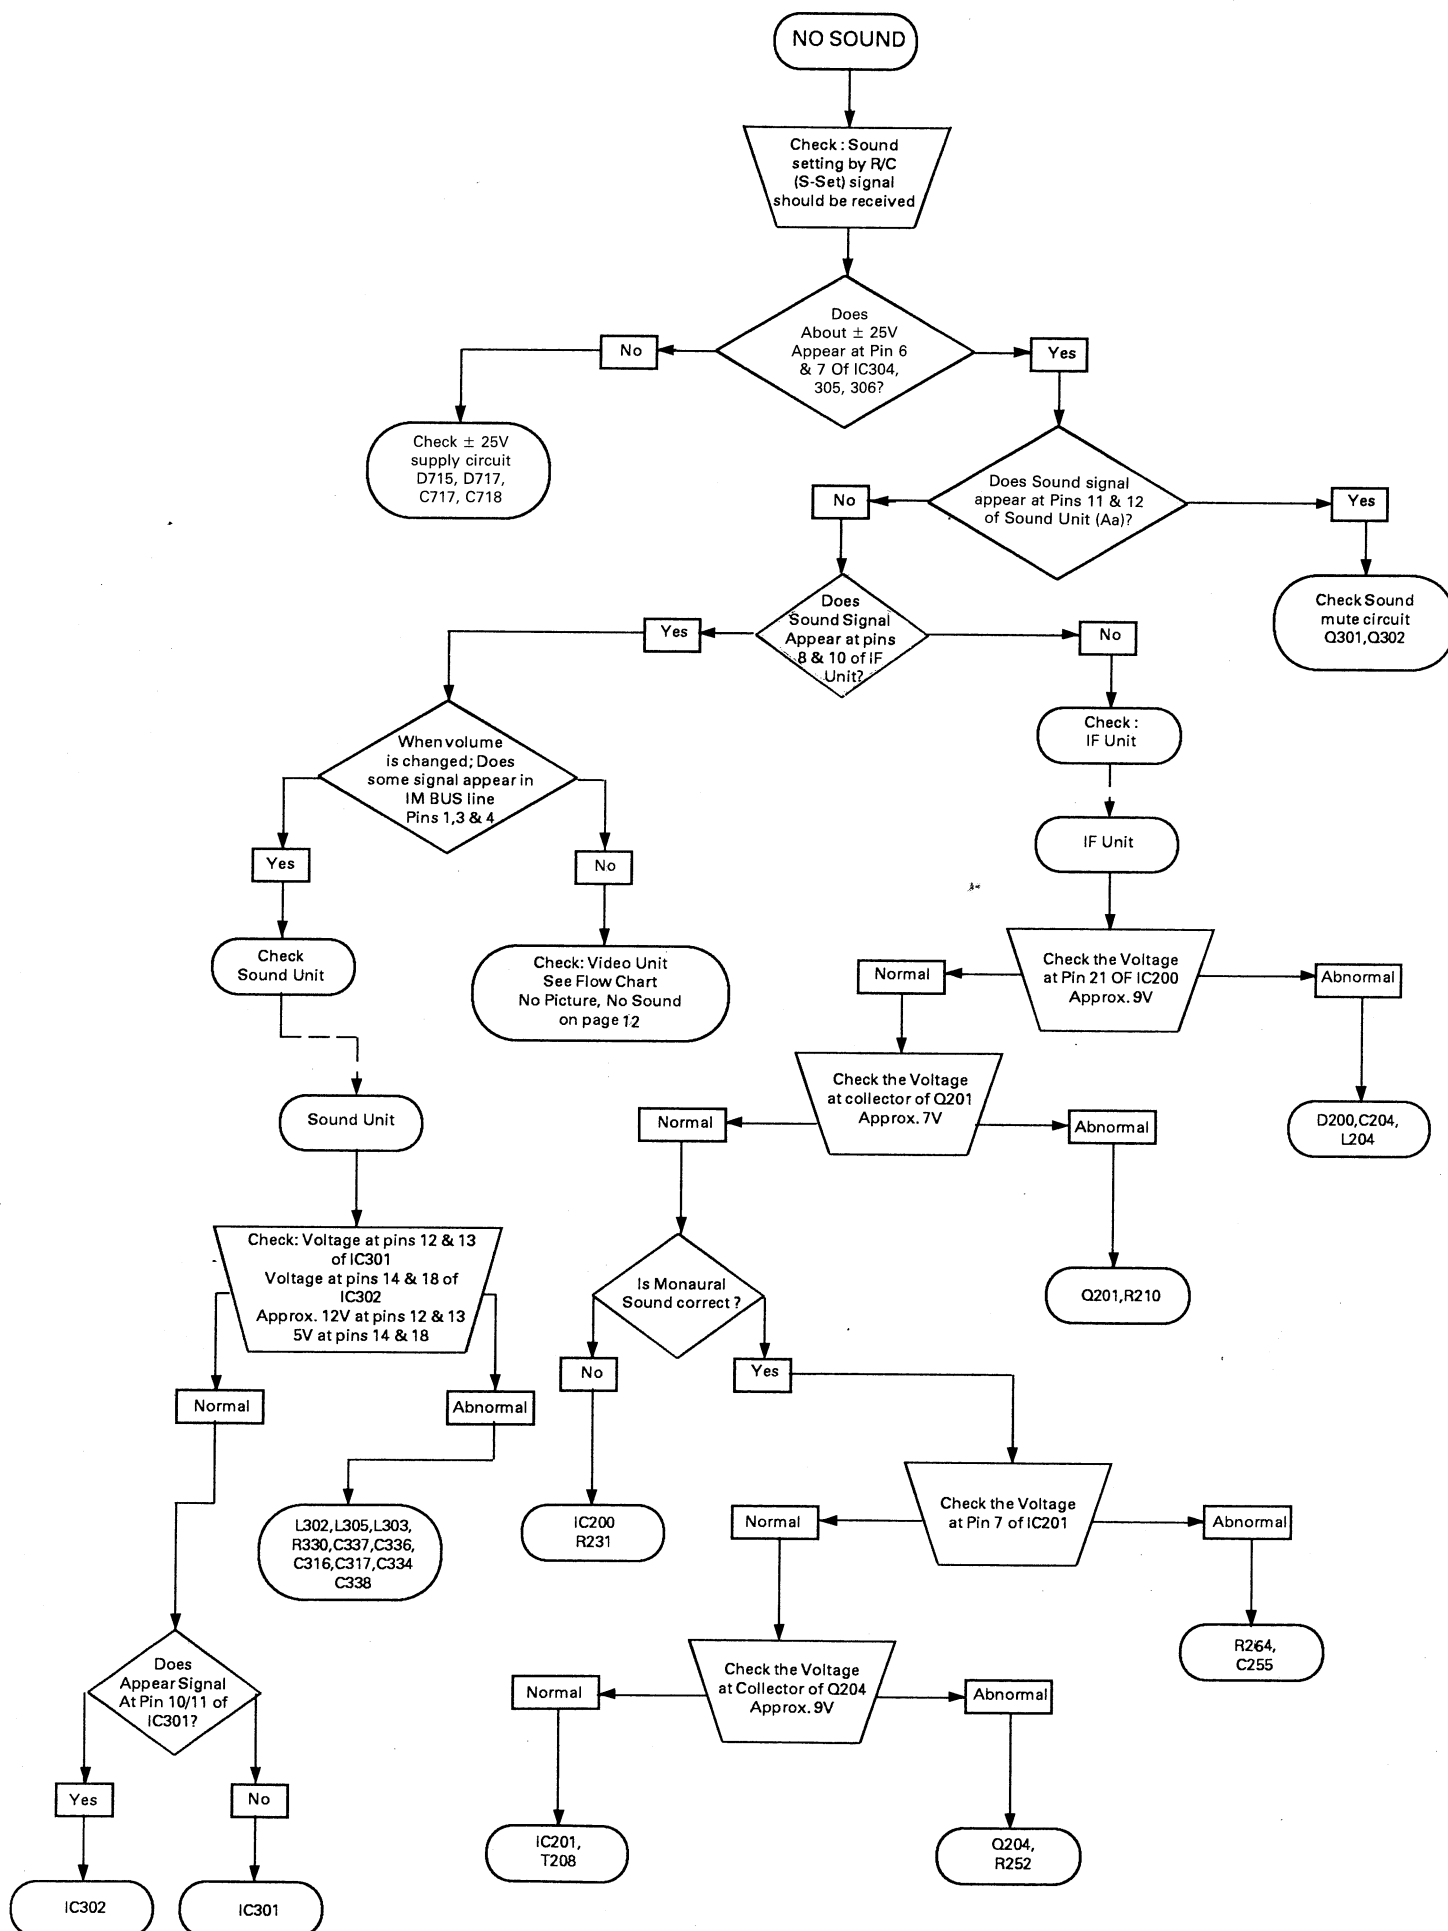 NO SOUND
Check : Sound
setting by R/C
(S-Set) signal
should be received
Does
About ± 25V
Appear at Pin 6
& 7 Of IC304,
305, 306?
No
Yes
Check ± 25V
supply circuit
D715, D717,
C717, C718
Does Sound signal
appear at Pins 11 & 12
of Sound Unit (Aa)?
No
Yes
Check Sound
mute circuit
Q301,Q302
Does
Sound Signal
Appear at pins
8 & 10 of IF
Unit?
Yes
No
Check :
IF Unit
IF Unit
When volume
is changed; Does
some signal appear in
IM BUS line
Pins 1,3 & 4
Yes
No
Check
Sound Unit
Check: Video Unit
See Flow Chart
No Picture, No Sound
on page 12
Check the Voltage
at Pin 21 OF IC200
Approx. 9V
Normal
Abnormal
D200,C204,
L204
Check the Voltage
at collector of Q201
Approx. 7V
Normal
Abnormal
Q201,R210
Sound Unit
Check: Voltage at pins 12 & 13
of IC301
Voltage at pins 14 & 18 of
IC302
Approx. 12V at pins 12 & 13
5V at pins 14 & 18
Normal
Abnormal
L302,L305,L303,
R330,C337,C336,
C316,C317,C334
C338
Is Monaural
Sound correct ?
No
Yes
IC200
R231
Check the Voltage
at Pin 7 of IC201
Normal
Abnormal
R264,
C255
Check the Voltage
at Collector of Q204
Approx. 9V
Normal
Abnormal
IC201,
T208
Q204,
R252
Does
Appear Signal
At Pin 10/11 of
IC301?
Yes
No
IC302
IC301